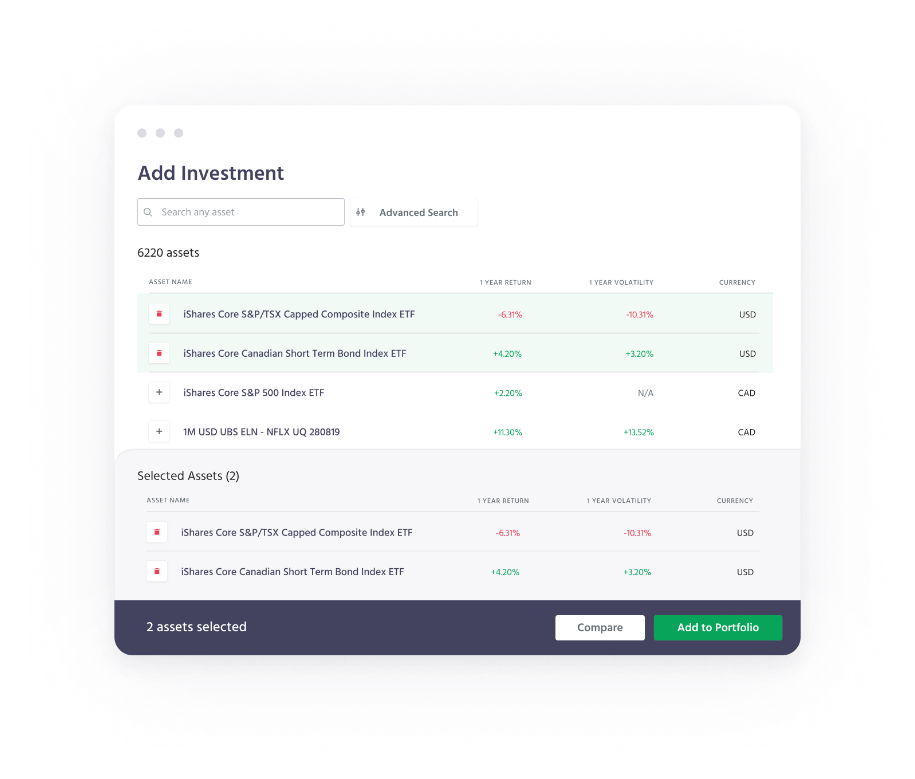 Add Investment
Search any asset Advanced Search
6220 assets
ASSET NAME 1 YEAR RETURN 1 YEAR VOLATILITY CURRENCY
iShares Core S&P/TSX Capped Composite Index ETF -6.31% -10.31% USD
iShares Core Canadian Short Term Bond Index ETF +4.20% +3.20% USD
+ iShares Core S&P 500 Index ETF +2.20% N/A CAD
+ 1M USD UBS ELN - NFLX UQ 280819 +11.30% +13.52% CAD
Selected Assets (2)
ASSET NAME 1 YEAR RETURN 1 YEAR VOLATILITY CURRENCY
iShares Core S&P/TSX Capped Composite Index ETF -6.31% -10.31% USD
iShares Core Canadian Short Term Bond Index ETF +4.20% +3.20% USD
2 assets selected Compare Add to Portfolio